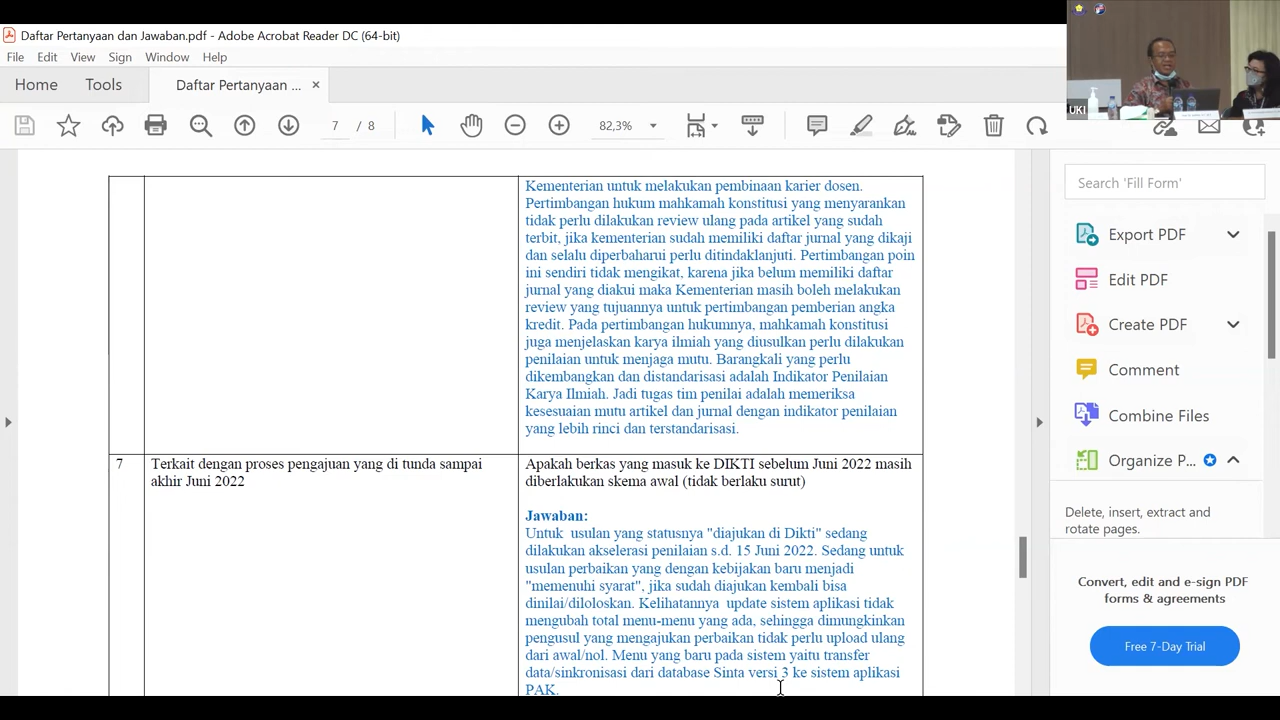 Daftar Pertanyaan dan Jawaban.pdf - Adobe Acrobat Reader DC (64-bit)
File Edit View Sign Window Help
Home Tools Daftar Pertanyaan ... ×
7 / 8 82,3%
UKI
Search 'Fill Form'
Export PDF
Edit PDF
Create PDF
Comment
Combine Files
Organize P...
Delete, insert, extract and
rotate pages.
Convert, edit and e-sign PDF
forms & agreements
Free 7-Day Trial
Kementerian untuk melakukan pembinaan karier dosen.
Pertimbangan hukum mahkamah konstitusi yang menyarankan
tidak perlu dilakukan review ulang pada artikel yang sudah
terbit, jika kementerian sudah memiliki daftar jurnal yang dikaji
dan selalu diperbaharui perlu ditindaklanjuti. Pertimbangan poin
ini sendiri tidak mengikat, karena jika belum memiliki daftar
jurnal yang diakui maka Kementerian masih boleh melakukan
review yang tujuannya untuk pertimbangan pemberian angka
kredit. Pada pertimbangan hukumnya, mahkamah konstitusi
juga menjelaskan karya ilmiah yang diusulkan perlu dilakukan
penilaian untuk menjaga mutu. Barangkali yang perlu
dikembangkan dan distandarisasi adalah Indikator Penilaian
Karya Ilmiah. Jadi tugas tim penilai adalah memeriksa
kesesuaian mutu artikel dan jurnal dengan indikator penilaian
yang lebih rinci dan terstandarisasi.
7
Terkait dengan proses pengajuan yang di tunda sampai
akhir Juni 2022
Apakah berkas yang masuk ke DIKTI sebelum Juni 2022 masih
diberlakukan skema awal (tidak berlaku surut)
Jawaban:
Untuk usulan yang statusnya "diajukan di Dikti" sedang
dilakukan akselerasi penilaian s.d. 15 Juni 2022. Sedang untuk
usulan perbaikan yang dengan kebijakan baru menjadi
"memenuhi syarat", jika sudah diajukan kembali bisa
dinilai/diloloskan. Kelihatannya update sistem aplikasi tidak
mengubah total menu-menu yang ada, sehingga dimungkinkan
pengusul yang mengajukan perbaikan tidak perlu upload ulang
dari awal/nol. Menu yang baru pada sistem yaitu transfer
data/sinkronisasi dari database Sinta versi 3 ke sistem aplikasi
PAK.